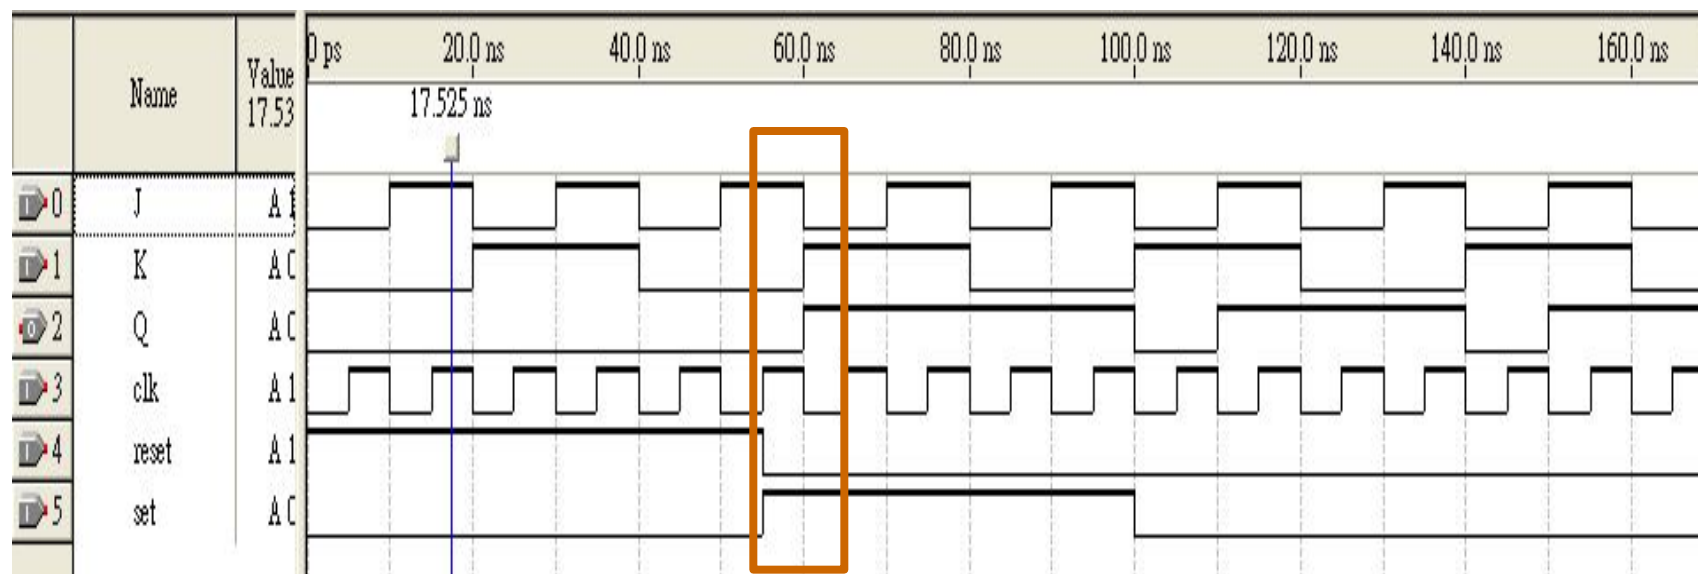 0 ps 20.0 ns 40.0 ns 60.0 ns 80.0 ns 100.0 ns 120.0 ns 140.0 ns 160.0 ns
Name
Value
17.53
17.525 ns
0 J A 1
1 K A 0
2 Q A 0
3 clk A 1
4 reset A 1
5 set A 0